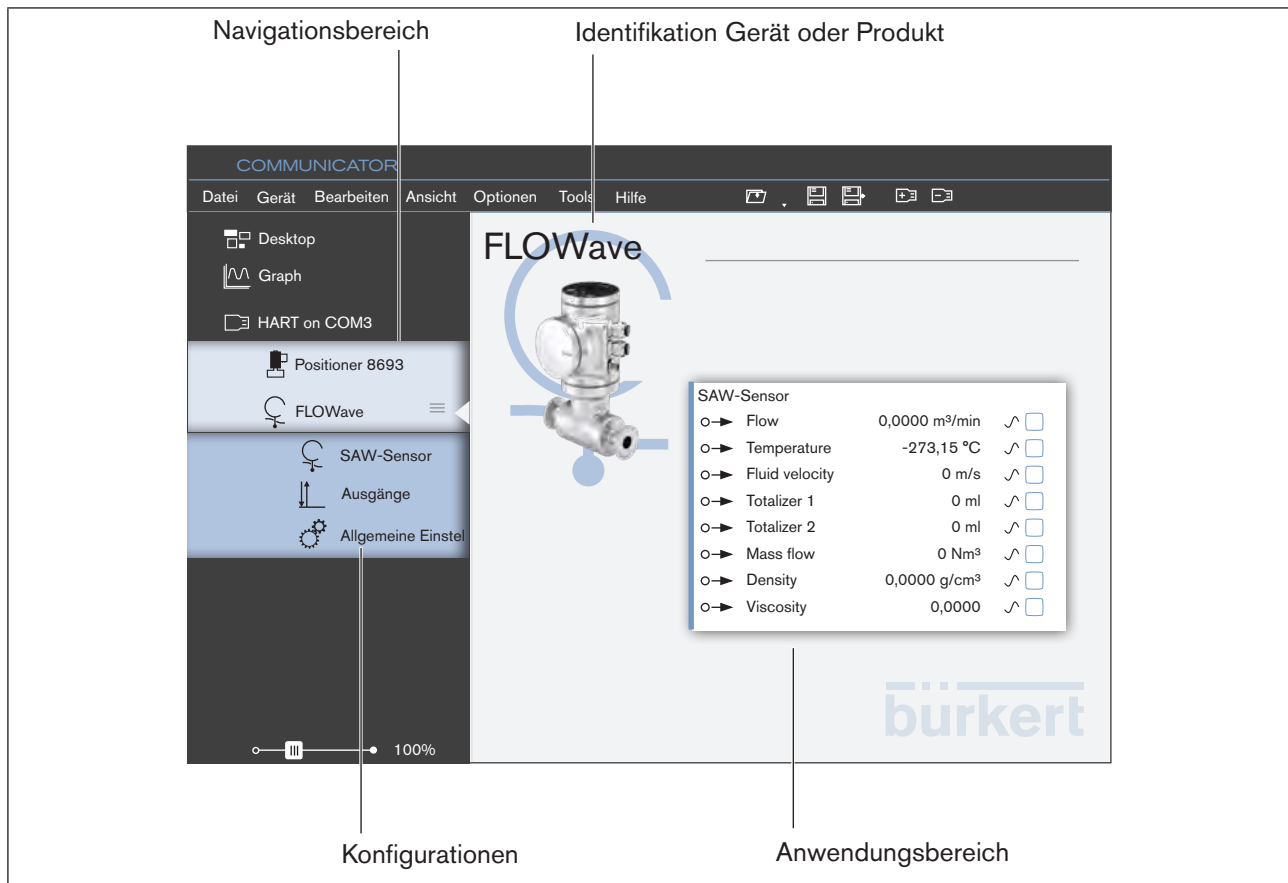 Navigationsbereich
Identifikation Gerät oder Produkt
COMMUNICATOR
Datei Gerät Bearbeiten Ansicht Optionen Tools Hilfe
Desktop
Graph
HART on COM3
Positioner 8693
FLOWave
SAW-Sensor
Ausgänge
Allgemeine Einstel
100%
FLOWave
SAW-Sensor
Flow 0,0000 m³/min
Temperature -273,15 °C
Fluid velocity 0 m/s
Totalizer 1 0 ml
Totalizer 2 0 ml
Mass flow 0 Nm³
Density 0,0000 g/cm³
Viscosity 0,0000
bürkert
Konfigurationen
Anwendungsbereich